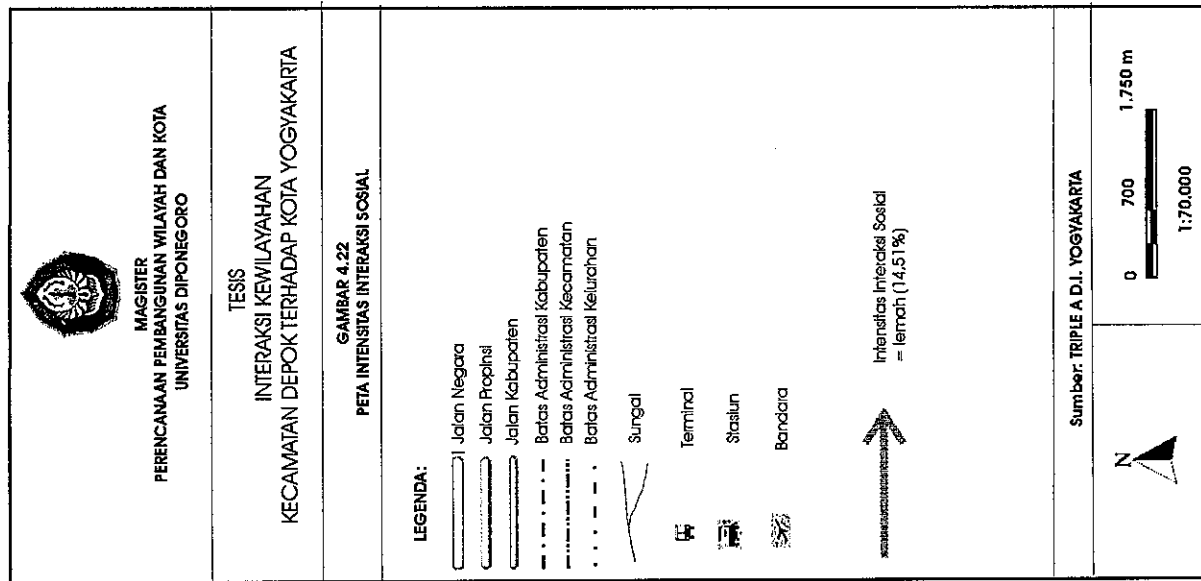 MAGISTER
PERENCANAAN PEMBANGUNAN WILAYAH DAN KOTA
UNIVERSITAS DIPONEGORO
TESIS
INTERAKSI KEWILAYAHAN
KECAMATAN DEPOK TERHADAP KOTA YOGYAKARTA
GAMBAR 4.22
PETA INTENSITAS INTERAKSI SOSIAL
LEGENDA:
Jalan Negara
Jalan Propinsi
Jalan Kabupaten
Batas Administrasi Kabupaten
Batas Administrasi Kecamatan
Batas Administrasi Kelurahan
Sungai
Terminal
Stasiun
Bandara
Intensitas Interaksi Sosial
= lemah (14,51%)
Sumber: TRIPLE A D.I. YOGYAKARTA
N
0 700 1.750 m
1:70.000